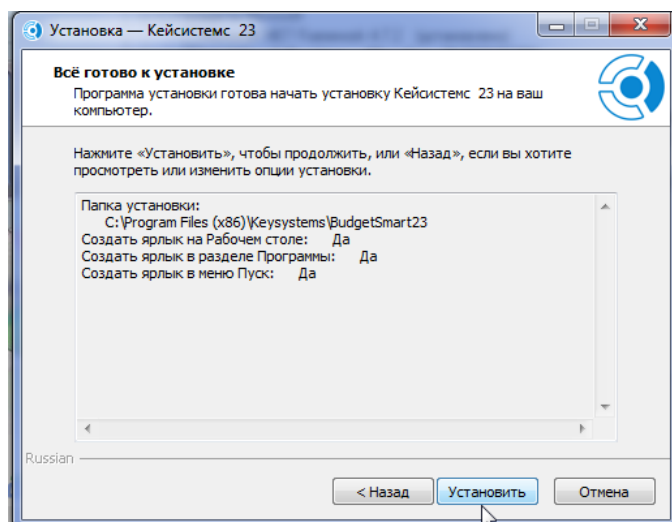 Установка — Кейсистемс 23
Всё готово к установке
Программа установки готова начать установку Кейсистемс 23 на ваш
компьютер.
Нажмите «Установить», чтобы продолжить, или «Назад», если вы хотите
просмотреть или изменить опции установки.
Папка установки:
C:\Program Files (x86)\Keysystems\BudgetSmart23
Создать ярлык на Рабочем столе: Да
Создать ярлык в разделе Программы: Да
Создать ярлык в меню Пуск: Да
Russian
< Назад Установить Отмена